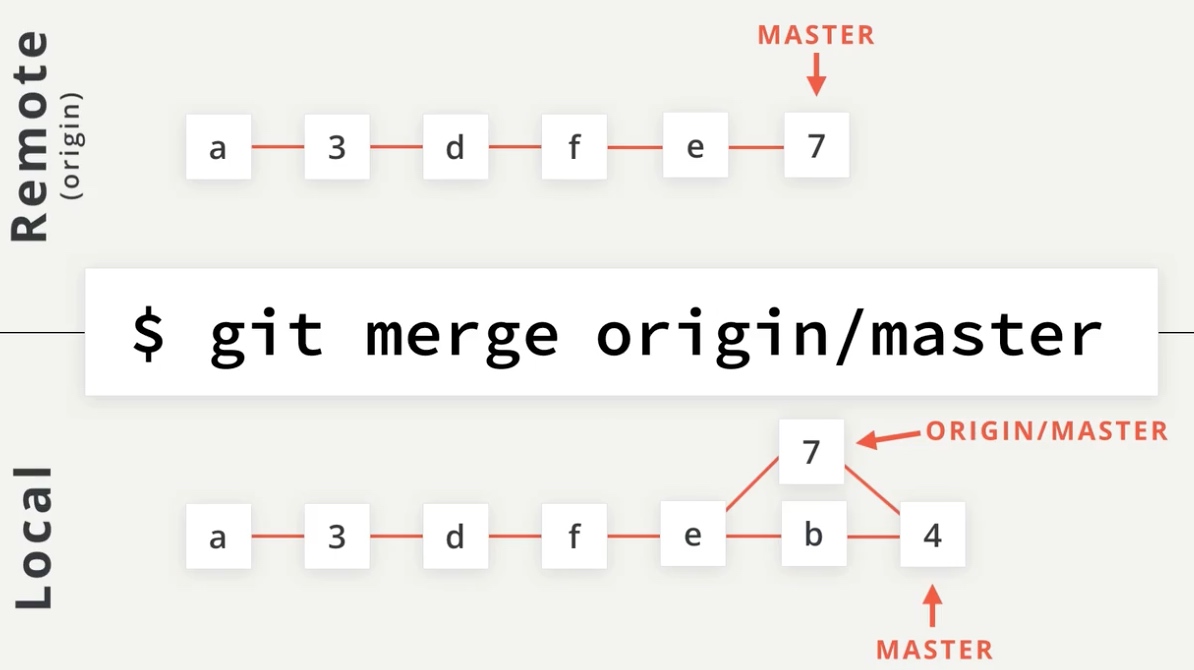 Remote
(origin)
MASTER
a 3 d f e 7
$ git merge origin/master
Local
7
ORIGIN/MASTER
a 3 d f e b 4
MASTER